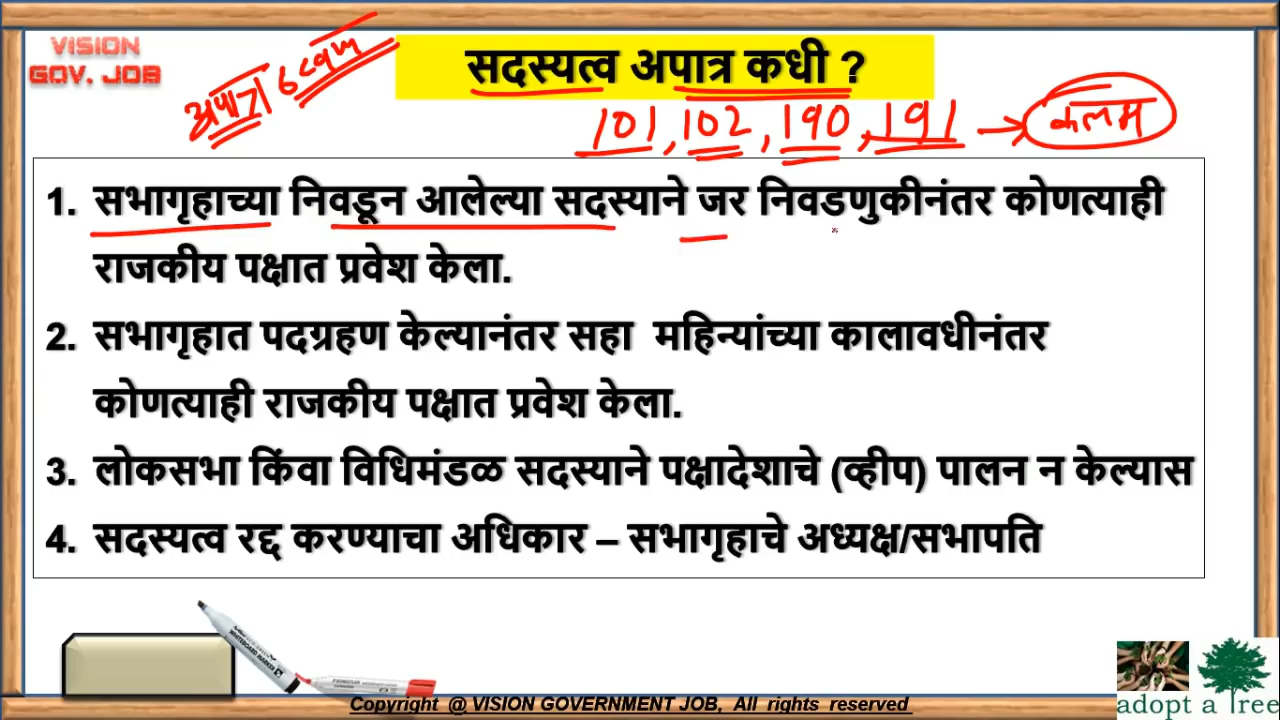 VISION
GOV. JOB
सदस्यत्व अपात्र कधी ?
अपात्र ठरवणे
101, 102, 190, 191 → कलम
1. सभागृहाच्या निवडून आलेल्या सदस्याने जर निवडणुकीनंतर कोणत्याही
राजकीय पक्षात प्रवेश केला.
2. सभागृहात पदग्रहण केल्यानंतर सहा महिन्यांच्या कालावधीनंतर
कोणत्याही राजकीय पक्षात प्रवेश केला.
3. लोकसभा किंवा विधिमंडळ सदस्याने पक्षादेशाचे (व्हीप) पालन न केल्यास
4. सदस्यत्व रद्द करण्याचा अधिकार – सभागृहाचे अध्यक्ष/सभापति
WHITEBOARD MARKER
Copyright @ VISION GOVERNMENT JOB, All rights reserved
adopt a Tree